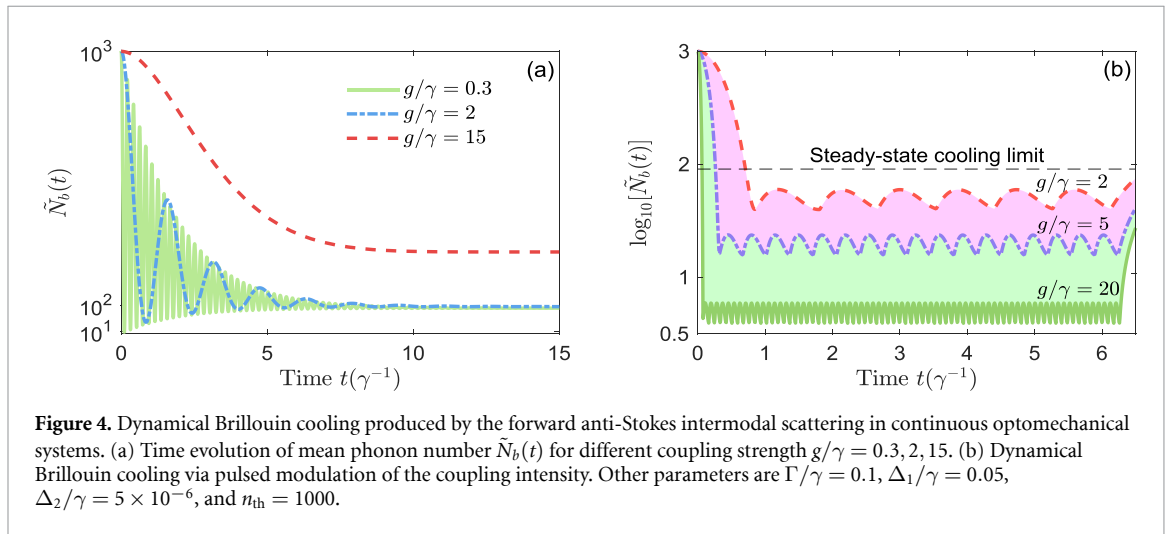 10³
10²
10¹
Ñ_b(t)
0 5 10 15
Time t(γ⁻¹)
(a)
g/γ = 0.3
g/γ = 2
g/γ = 15
3
2
1
0.5
log₁₀[Ñ_b(t)]
0 1 2 3 4 5 6
Time t(γ⁻¹)
(b)
Steady-state cooling limit
g/γ = 2
g/γ = 5
g/γ = 20
Figure 4. Dynamical Brillouin cooling produced by the forward anti-Stokes intermodal scattering in continuous optomechanical
systems. (a) Time evolution of mean phonon number Ñ_b(t) for different coupling strength g/γ = 0.3, 2, 15. (b) Dynamical
Brillouin cooling via pulsed modulation of the coupling intensity. Other parameters are Γ/γ = 0.1, Δ₁/γ = 0.05,
Δ₂/γ = 5 × 10⁻⁶, and n_th = 1000.